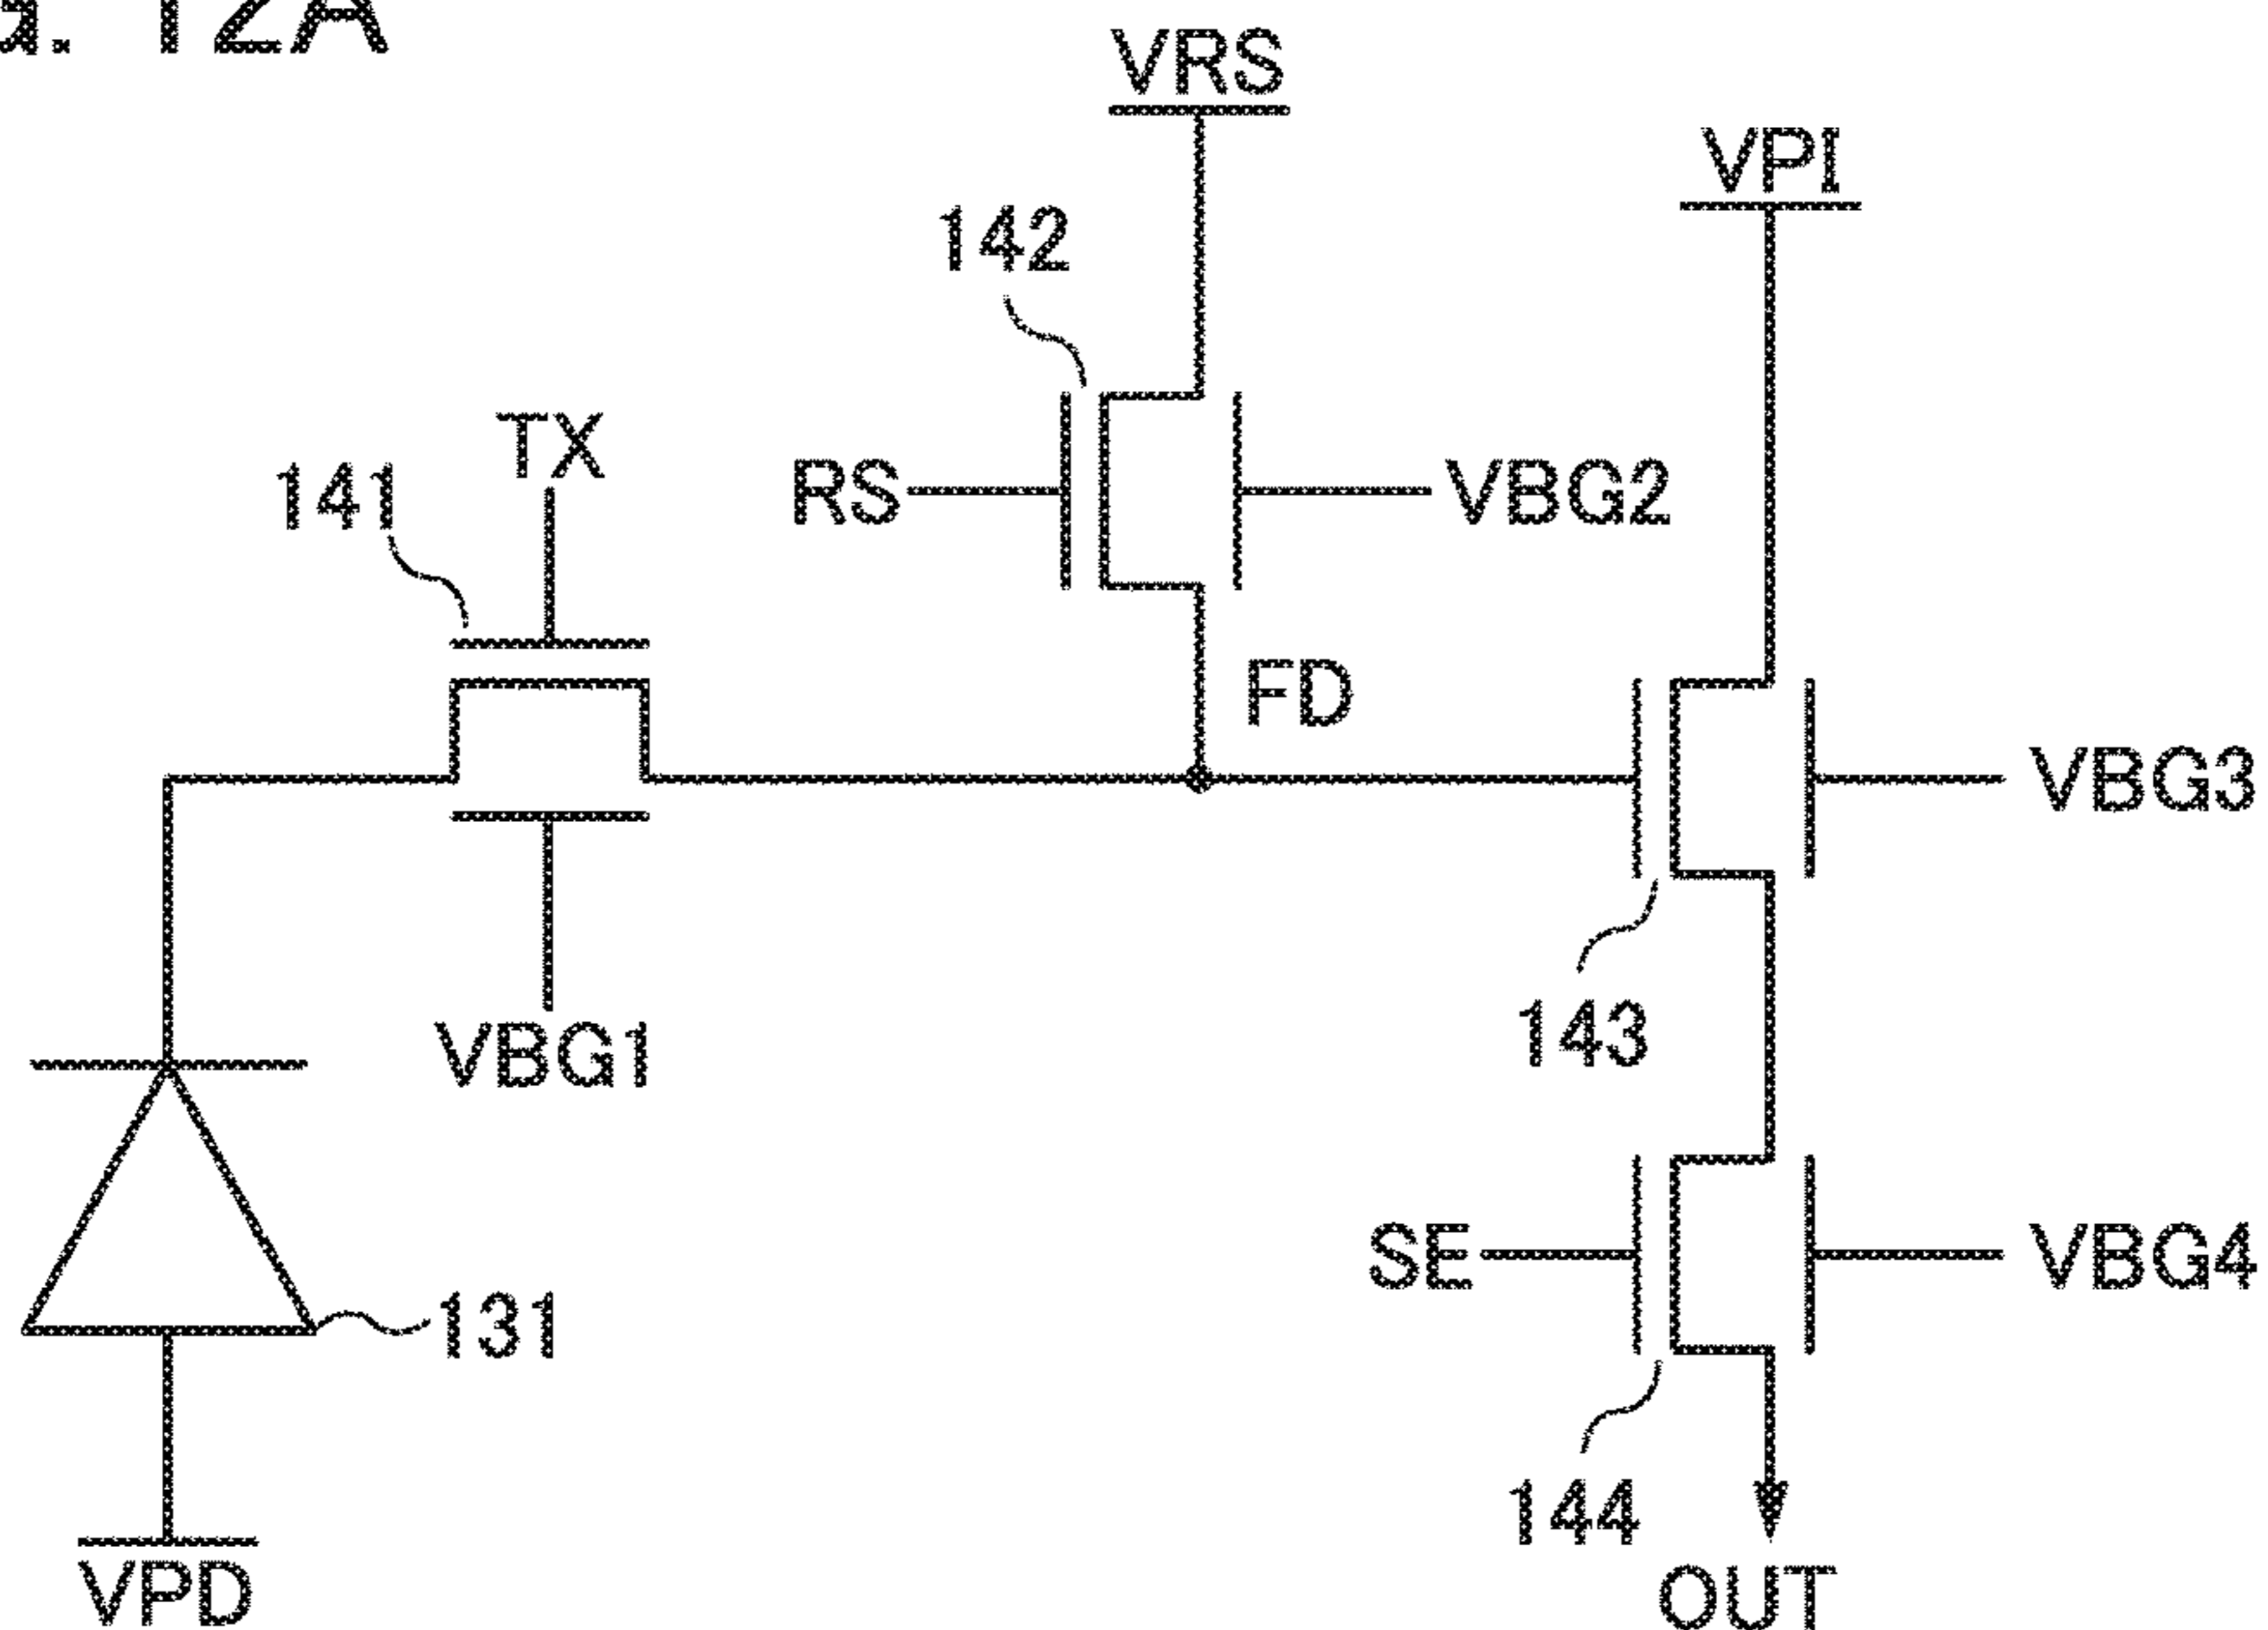 12A
VRS
VPI
142
TX
141
RS
VBG2
FD
VBG3
143
VBG1
SE
VBG4
131
144
VPD
OUT